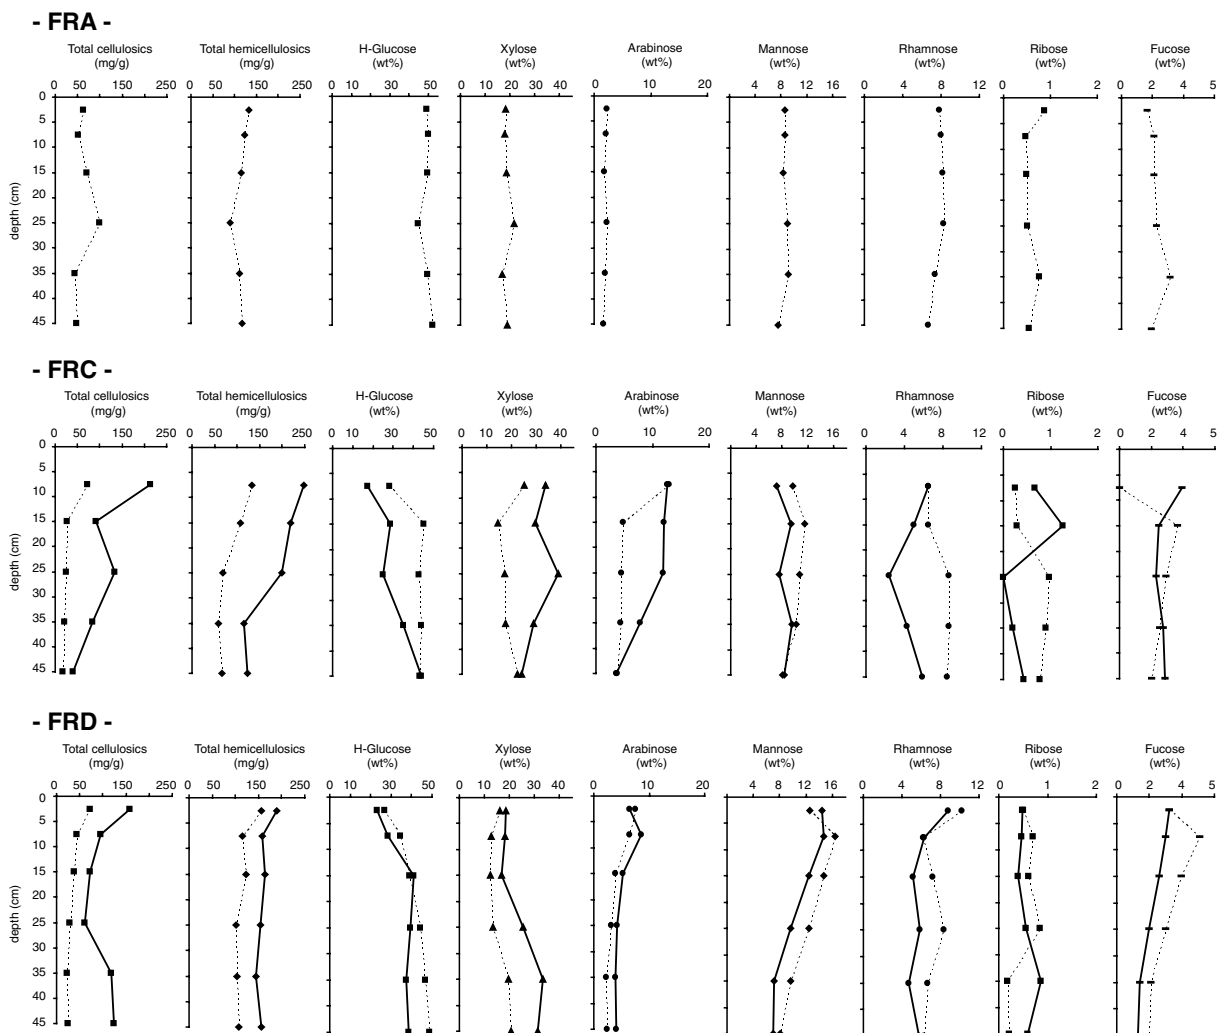 - FRA -
Total cellulosics Total hemicellulosics H-Glucose Xylose Arabinose Mannose Rhamnose Ribose Fucose
(mg/g) (mg/g) (wt%) (wt%) (wt%) (wt%) (wt%) (wt%) (wt%)
0 50 150 250 0 50 150 250 0 10 30 50 0 10 20 30 40 0 10 20 0 4 8 12 16 0 4 8 12 0 1 2 0 2 4 5
0
5
10
15
20
25
30
35
40
45
depth (cm)
- FRC -
Total cellulosics Total hemicellulosics H-Glucose Xylose Arabinose Mannose Rhamnose Ribose Fucose
(mg/g) (mg/g) (wt%) (wt%) (wt%) (wt%) (wt%) (wt%) (wt%)
0 50 150 250 0 50 150 250 0 10 30 50 0 10 20 30 40 0 10 20 0 4 8 12 16 0 4 8 12 0 1 2 0 2 4 5
0
5
10
15
20
25
30
35
40
45
depth (cm)
- FRD -
Total cellulosics Total hemicellulosics H-Glucose Xylose Arabinose Mannose Rhamnose Ribose Fucose
(mg/g) (mg/g) (wt%) (wt%) (wt%) (wt%) (wt%) (wt%) (wt%)
0 50 150 250 0 50 150 250 0 10 30 50 0 10 20 30 40 0 10 20 0 4 8 12 16 0 4 8 12 0 1 2 0 2 4 5
0
5
10
15
20
25
30
35
40
45
depth (cm)